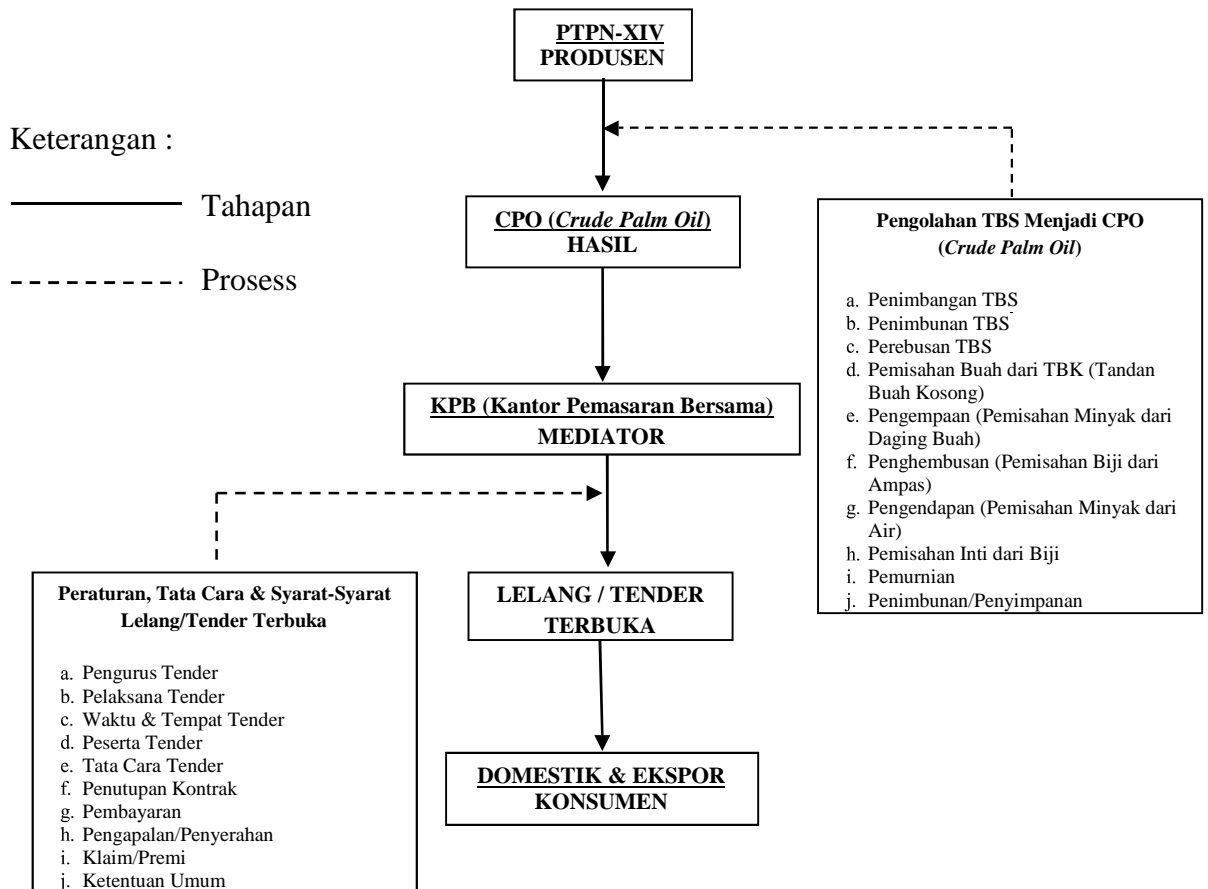 PTPN-XIV
PRODUSEN
Keterangan :
Tahapan
Prosess
CPO (Crude Palm Oil)
HASIL
KPB (Kantor Pemasaran Bersama)
MEDIATOR
LELANG / TENDER
TERBUKA
DOMESTIK & EKSPOR
KONSUMEN
Pengolahan TBS Menjadi CPO
(Crude Palm Oil)
a. Penimbangan TBS
b. Penimbunan TBS
c. Perebusan TBS
d. Pemisahan Buah dari TBK (Tandan
Buah Kosong)
e. Pengempaan (Pemisahan Minyak dari
Daging Buah)
f. Penghembusan (Pemisahan Biji dari
Ampas)
g. Pengendapan (Pemisahan Minyak dari
Air)
h. Pemisahan Inti dari Biji
i. Pemurnian
j. Penimbunan/Penyimpanan
Peraturan, Tata Cara & Syarat-Syarat
Lelang/Tender Terbuka
a. Pengurus Tender
b. Pelaksana Tender
c. Waktu & Tempat Tender
d. Peserta Tender
e. Tata Cara Tender
f. Penutupan Kontrak
g. Pembayaran
h. Pengapalan/Penyerahan
i. Klaim/Premi
j. Ketentuan Umum